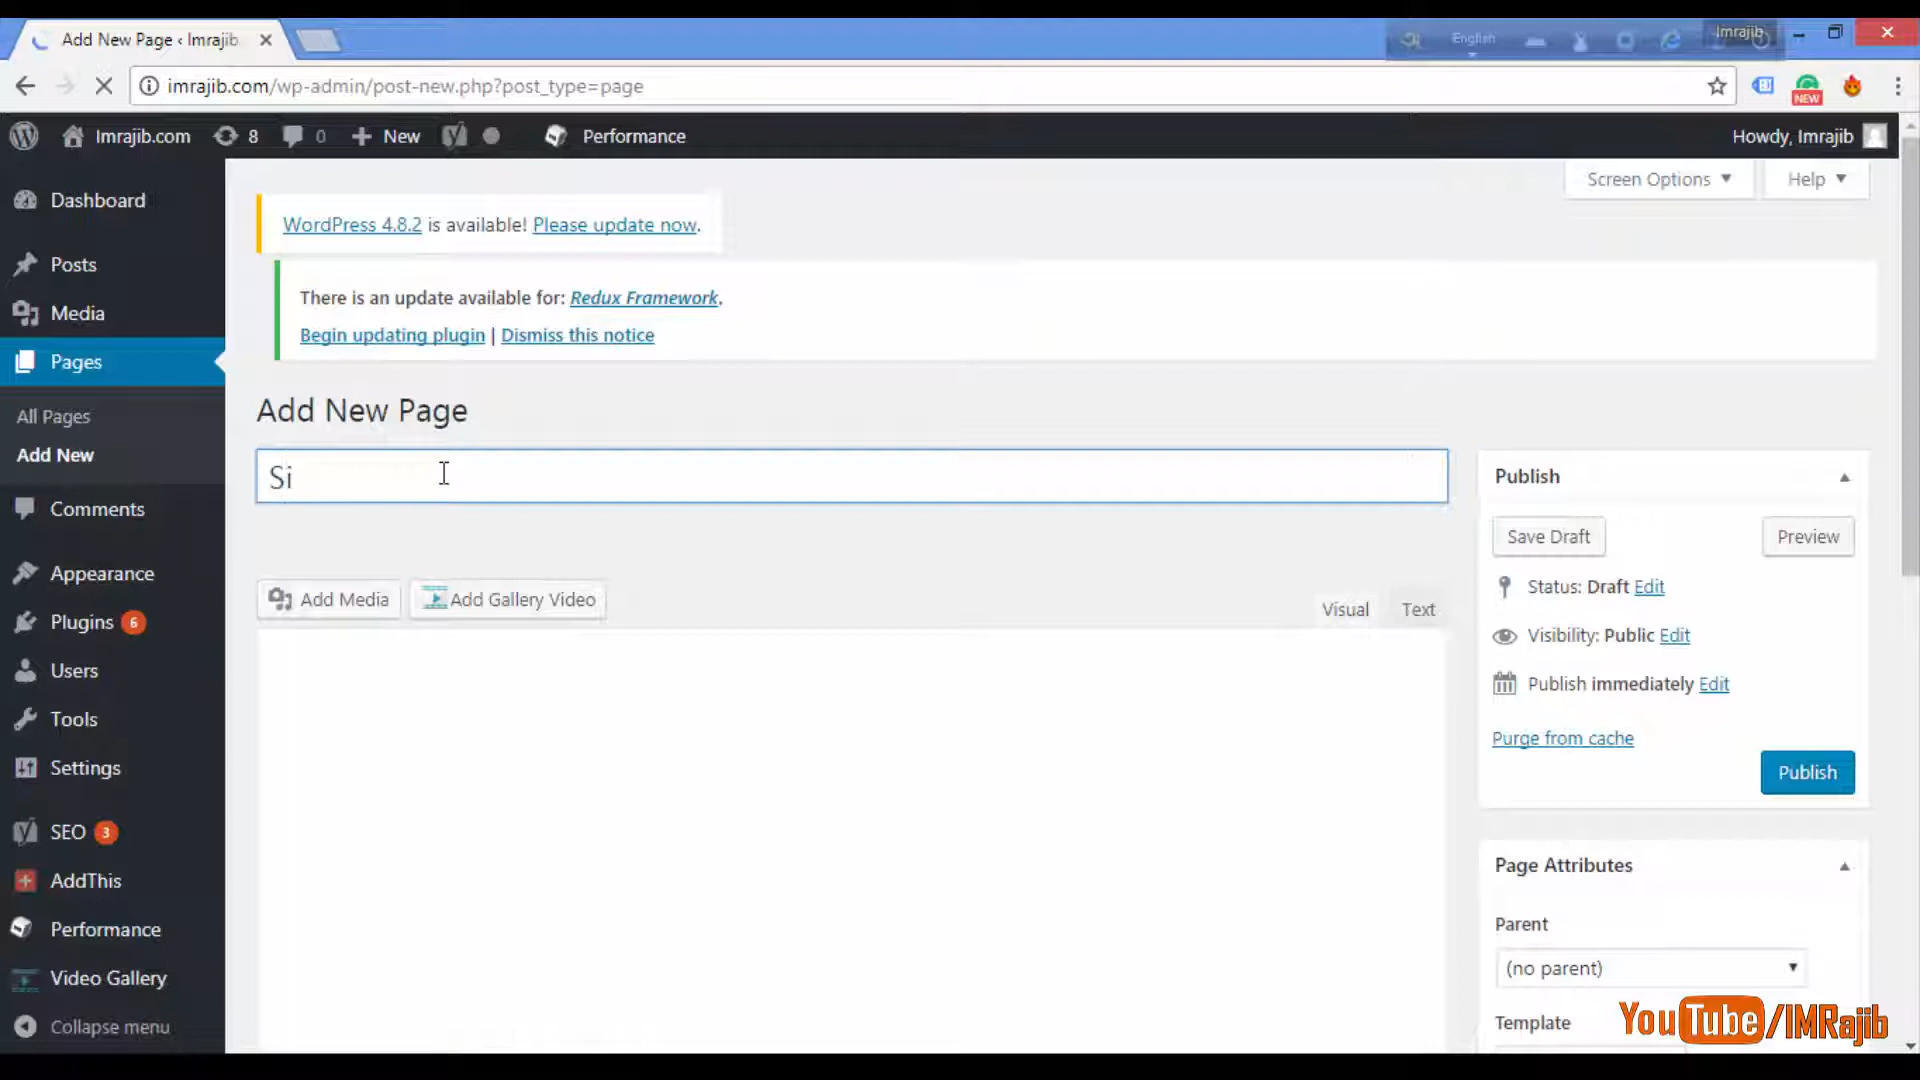 Add New Page ‹ Imrajib
English
Imrajib
imrajib.com/wp-admin/post-new.php?post_type=page
NEW
Imrajib.com
8
0
New
Performance
Howdy, Imrajib
Screen Options
Help
Dashboard
Posts
Media
Pages
All Pages
Add New
Comments
Appearance
Plugins 6
Users
Tools
Settings
SEO 3
AddThis
Performance
Video Gallery
Collapse menu
WordPress 4.8.2 is available! Please update now.
There is an update available for: Redux Framework.
Begin updating plugin | Dismiss this notice
Add New Page
Si
Add Media
Add Gallery Video
Visual
Text
Publish
Save Draft
Preview
Status: Draft Edit
Visibility: Public Edit
Publish immediately Edit
Purge from cache
Publish
Page Attributes
Parent
(no parent)
Template
YouTube/IMRajib